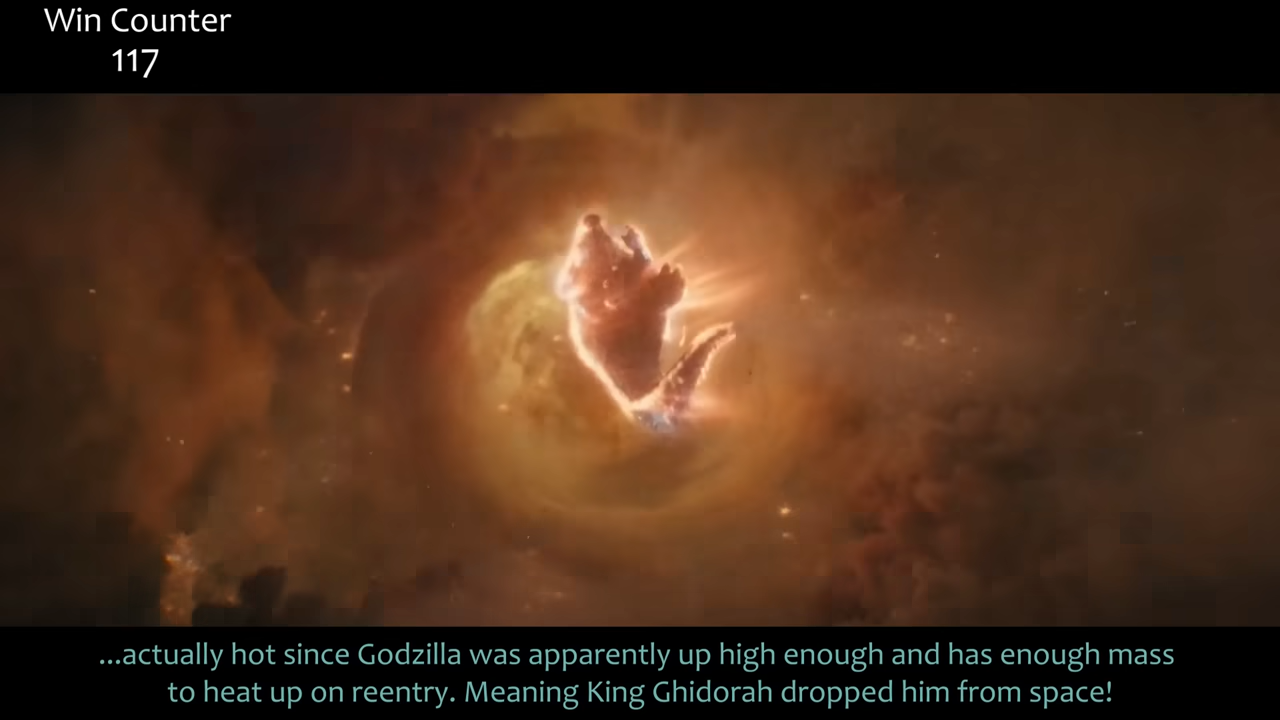 Win Counter
117
...actually hot since Godzilla was apparently up high enough and has enough mass
to heat up on reentry. Meaning King Ghidorah dropped him from space!